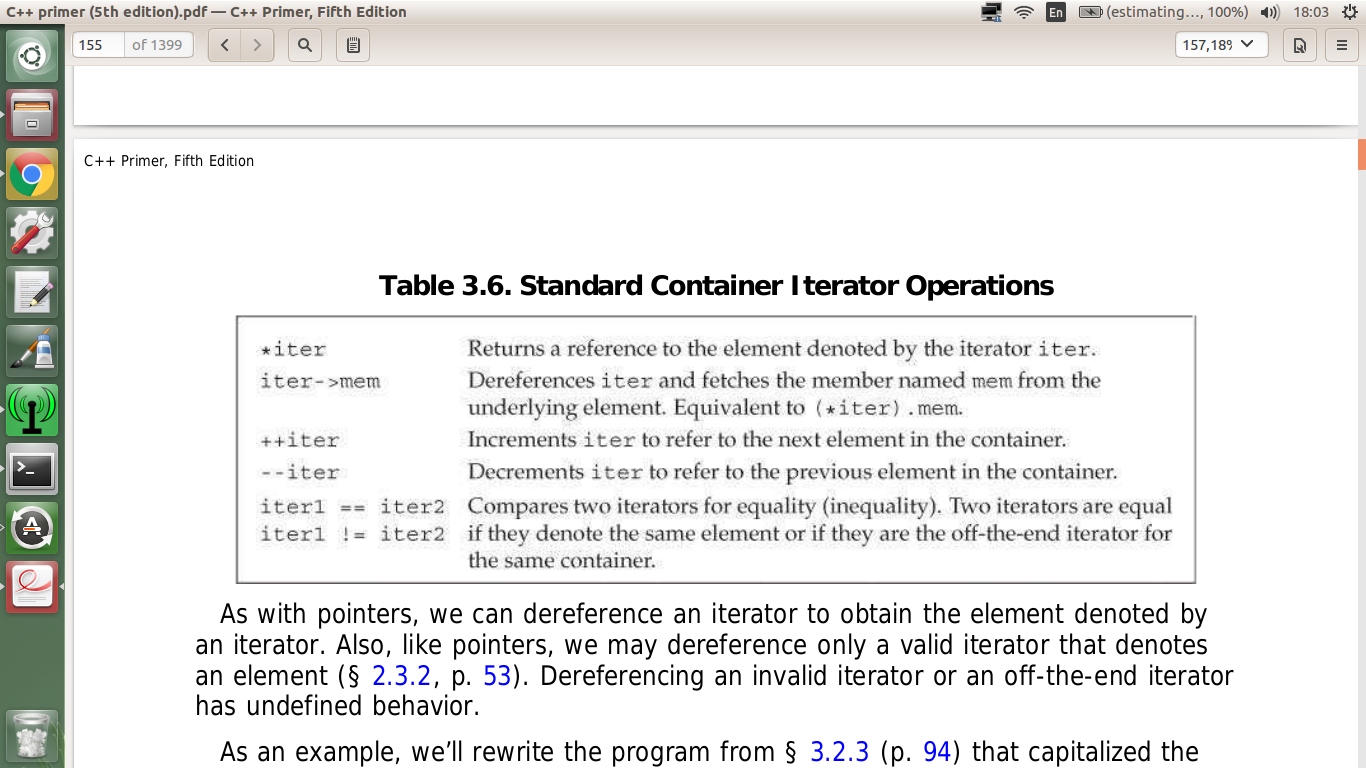 C++ primer (5th edition).pdf — C++ Primer, Fifth Edition
En
(estimating..., 100%)
18:03
155 of 1399
157,18%
C++ Primer, Fifth Edition
Table 3.6. Standard Container Iterator Operations
*iter Returns a reference to the element denoted by the iterator iter.
iter->mem Dereferences iter and fetches the member named mem from the
underlying element. Equivalent to (*iter).mem.
++iter Increments iter to refer to the next element in the container.
--iter Decrements iter to refer to the previous element in the container.
iter1 == iter2 Compares two iterators for equality (inequality). Two iterators are equal
iter1 != iter2 if they denote the same element or if they are the off-the-end iterator for
the same container.
As with pointers, we can dereference an iterator to obtain the element denoted by
an iterator. Also, like pointers, we may dereference only a valid iterator that denotes
an element (§ 2.3.2, p. 53). Dereferencing an invalid iterator or an off-the-end iterator
has undefined behavior.
As an example, we'll rewrite the program from § 3.2.3 (p. 94) that capitalized the